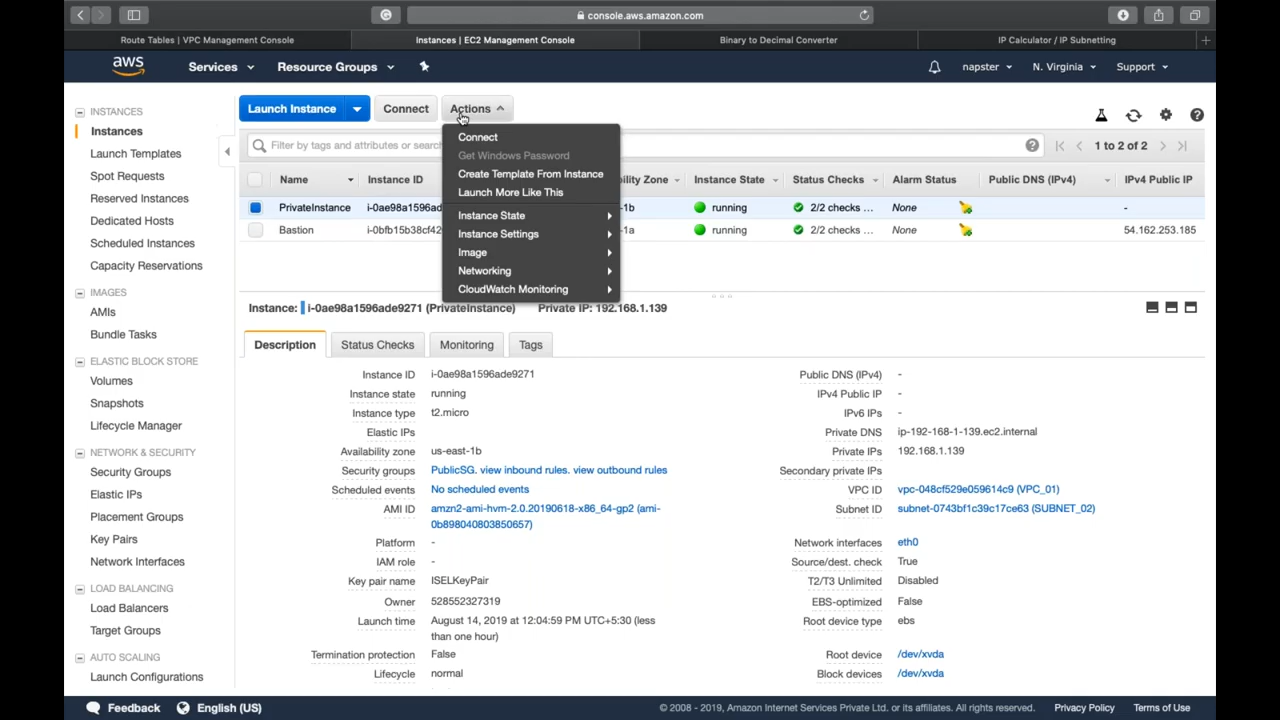 console.aws.amazon.com
Route Tables | VPC Management Console
Instances | EC2 Management Console
Binary to Decimal Converter
IP Calculator / IP Subnetting
aws
Services
Resource Groups
napster
N. Virginia
Support
INSTANCES
Instances
Launch Templates
Spot Requests
Reserved Instances
Dedicated Hosts
Scheduled Instances
Capacity Reservations
IMAGES
AMIs
Bundle Tasks
ELASTIC BLOCK STORE
Volumes
Snapshots
Lifecycle Manager
NETWORK & SECURITY
Security Groups
Elastic IPs
Placement Groups
Key Pairs
Network Interfaces
LOAD BALANCING
Load Balancers
Target Groups
AUTO SCALING
Launch Configurations
Launch Instance
Connect
Actions
Filter by tags and attributes or search
1 to 2 of 2
Connect
Get Windows Password
Create Template From Instance
Launch More Like This
Instance State
Instance Settings
Image
Networking
CloudWatch Monitoring
Name Instance ID ility Zone Instance State Status Checks Alarm Status Public DNS (IPv4) IPv4 Public IP
PrivateInstance i-0ae98a1596ad -1b running 2/2 checks ... None -
Bastion i-0bfb15b38cf42 -1a running 2/2 checks ... None 54.162.253.185
Instance: i-0ae98a1596ade9271 (PrivateInstance) Private IP: 192.168.1.139
Description
Status Checks
Monitoring
Tags
Instance ID i-0ae98a1596ade9271
Instance state running
Instance type t2.micro
Elastic IPs
Availability zone us-east-1b
Security groups PublicSG. view inbound rules. view outbound rules
Scheduled events No scheduled events
AMI ID amzn2-ami-hvm-2.0.20190618-x86_64-gp2 (ami-
0b898040803850657)
Platform -
IAM role -
Key pair name ISELKeyPair
Owner 528552327319
Launch time August 14, 2019 at 12:04:59 PM UTC+5:30 (less
than one hour)
Termination protection False
Lifecycle normal
Public DNS (IPv4) -
IPv4 Public IP -
IPv6 IPs -
Private DNS ip-192-168-1-139.ec2.internal
Private IPs 192.168.1.139
Secondary private IPs
VPC ID vpc-048cf529e059614c9 (VPC_01)
Subnet ID subnet-0743bf1c39c17ce63 (SUBNET_02)
Network interfaces eth0
Source/dest. check True
T2/T3 Unlimited Disabled
EBS-optimized False
Root device type ebs
Root device /dev/xvda
Block devices /dev/xvda
Feedback
English (US)
© 2008 - 2019, Amazon Internet Services Private Ltd. or its affiliates. All rights reserved.
Privacy Policy
Terms of Use